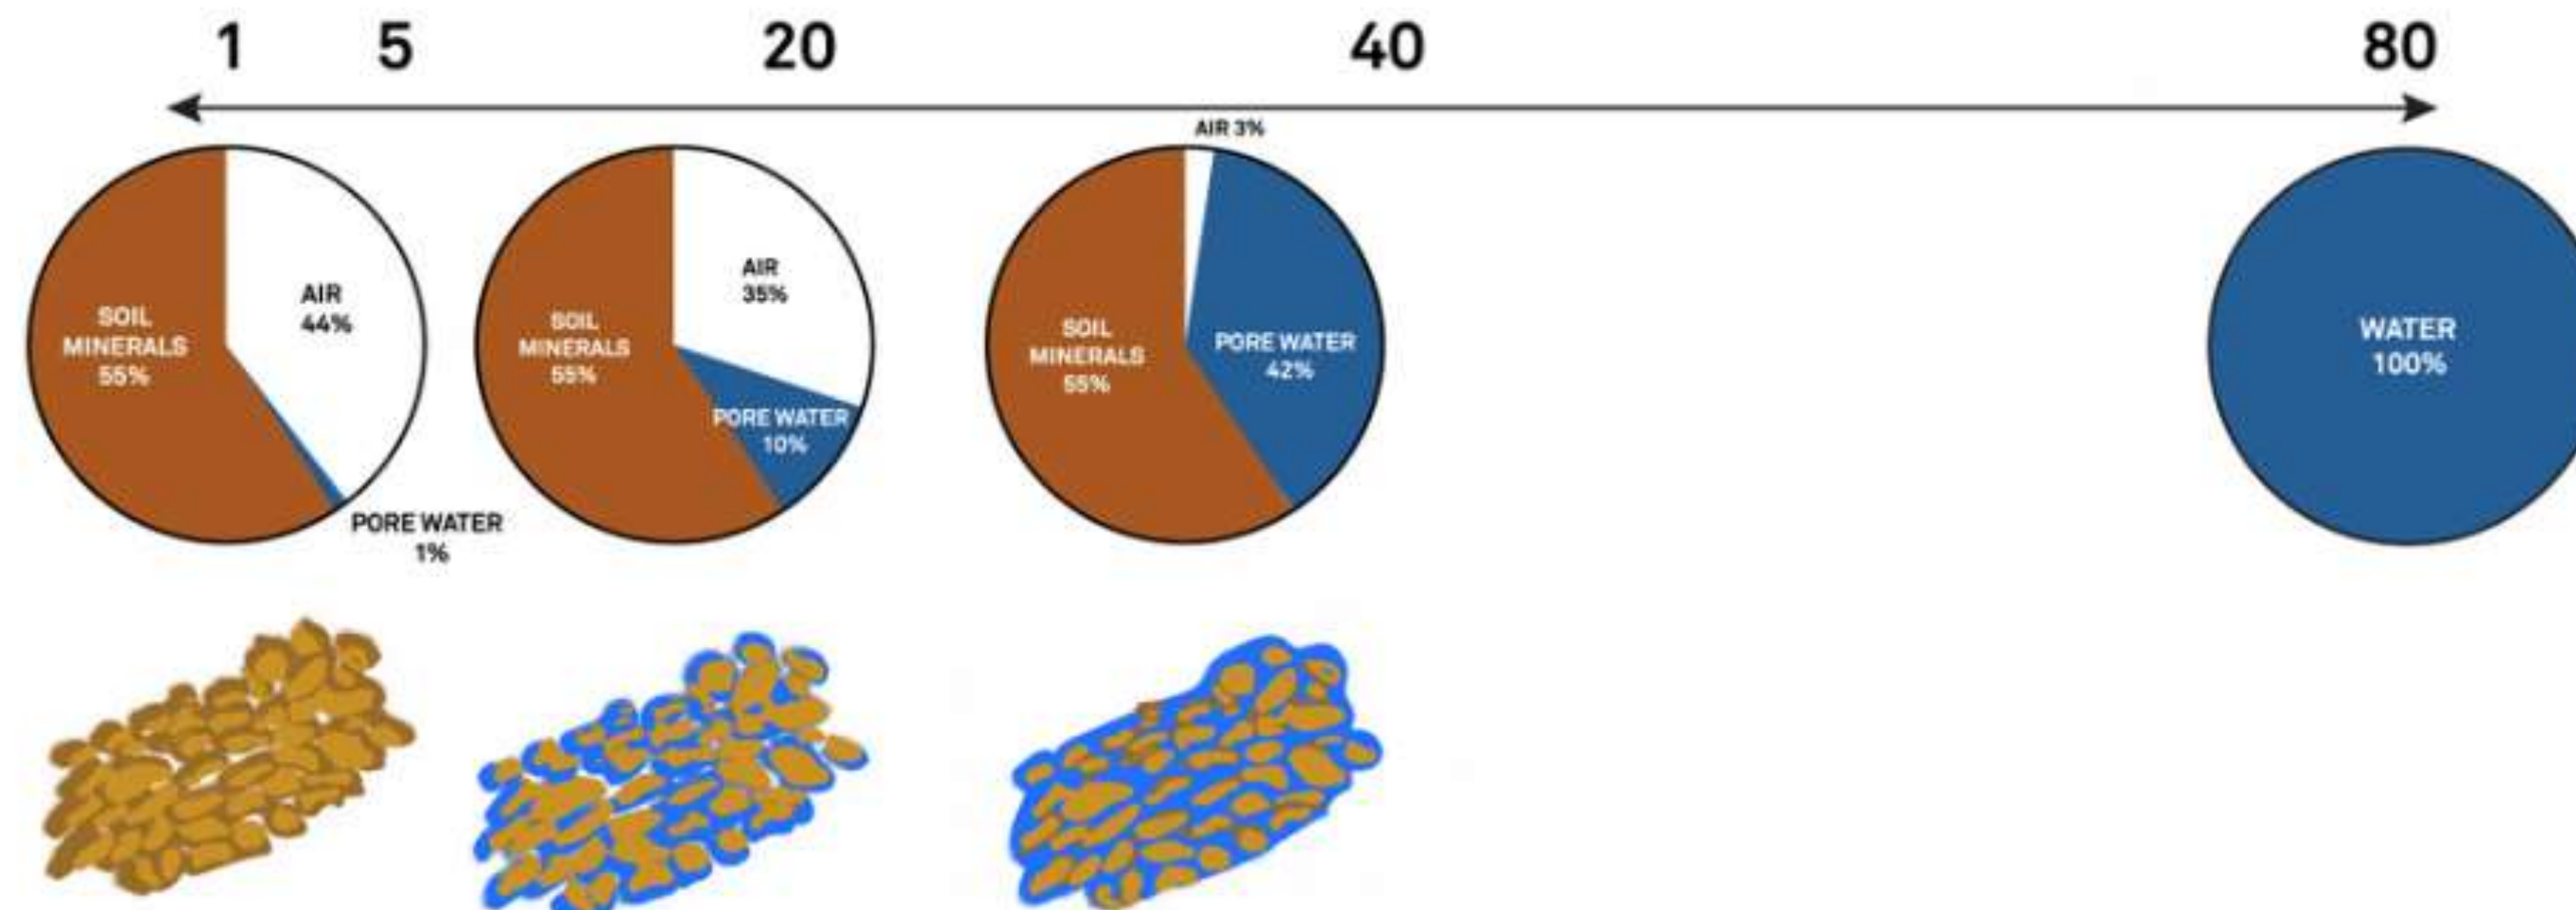 1 5 20 40 80
AIR 3%
SOIL
MINERALS
55%
AIR
44%
PORE WATER
1%
SOIL
MINERALS
55%
AIR
35%
PORE WATER
10%
SOIL
MINERALS
55%
PORE WATER
42%
WATER
100%